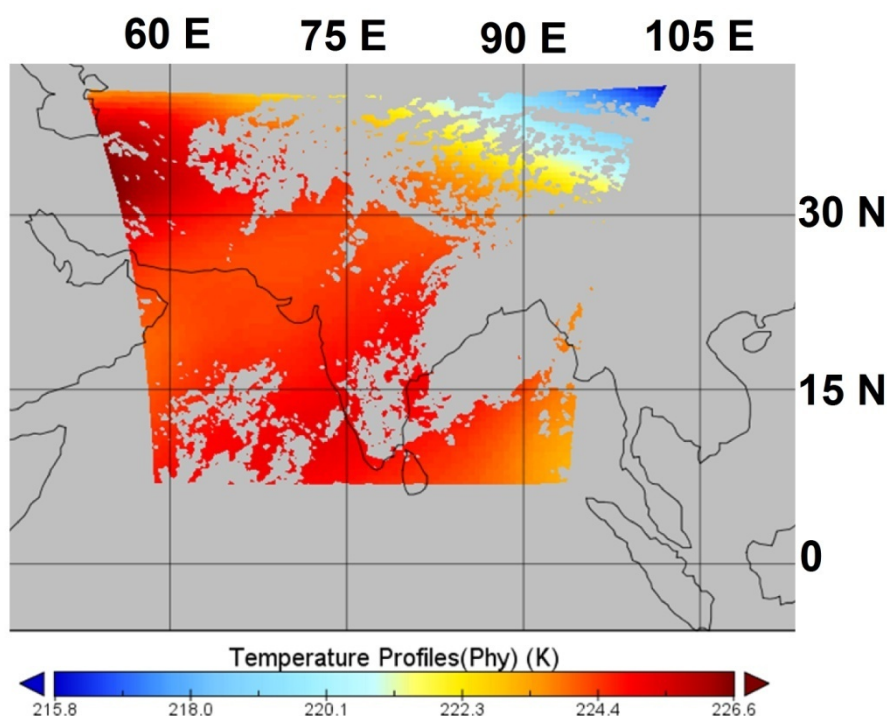 60 E 75 E 90 E 105 E
30 N
15 N
0
Temperature Profiles(Phy) (K)
215.8 218.0 220.1 222.3 224.4 226.6